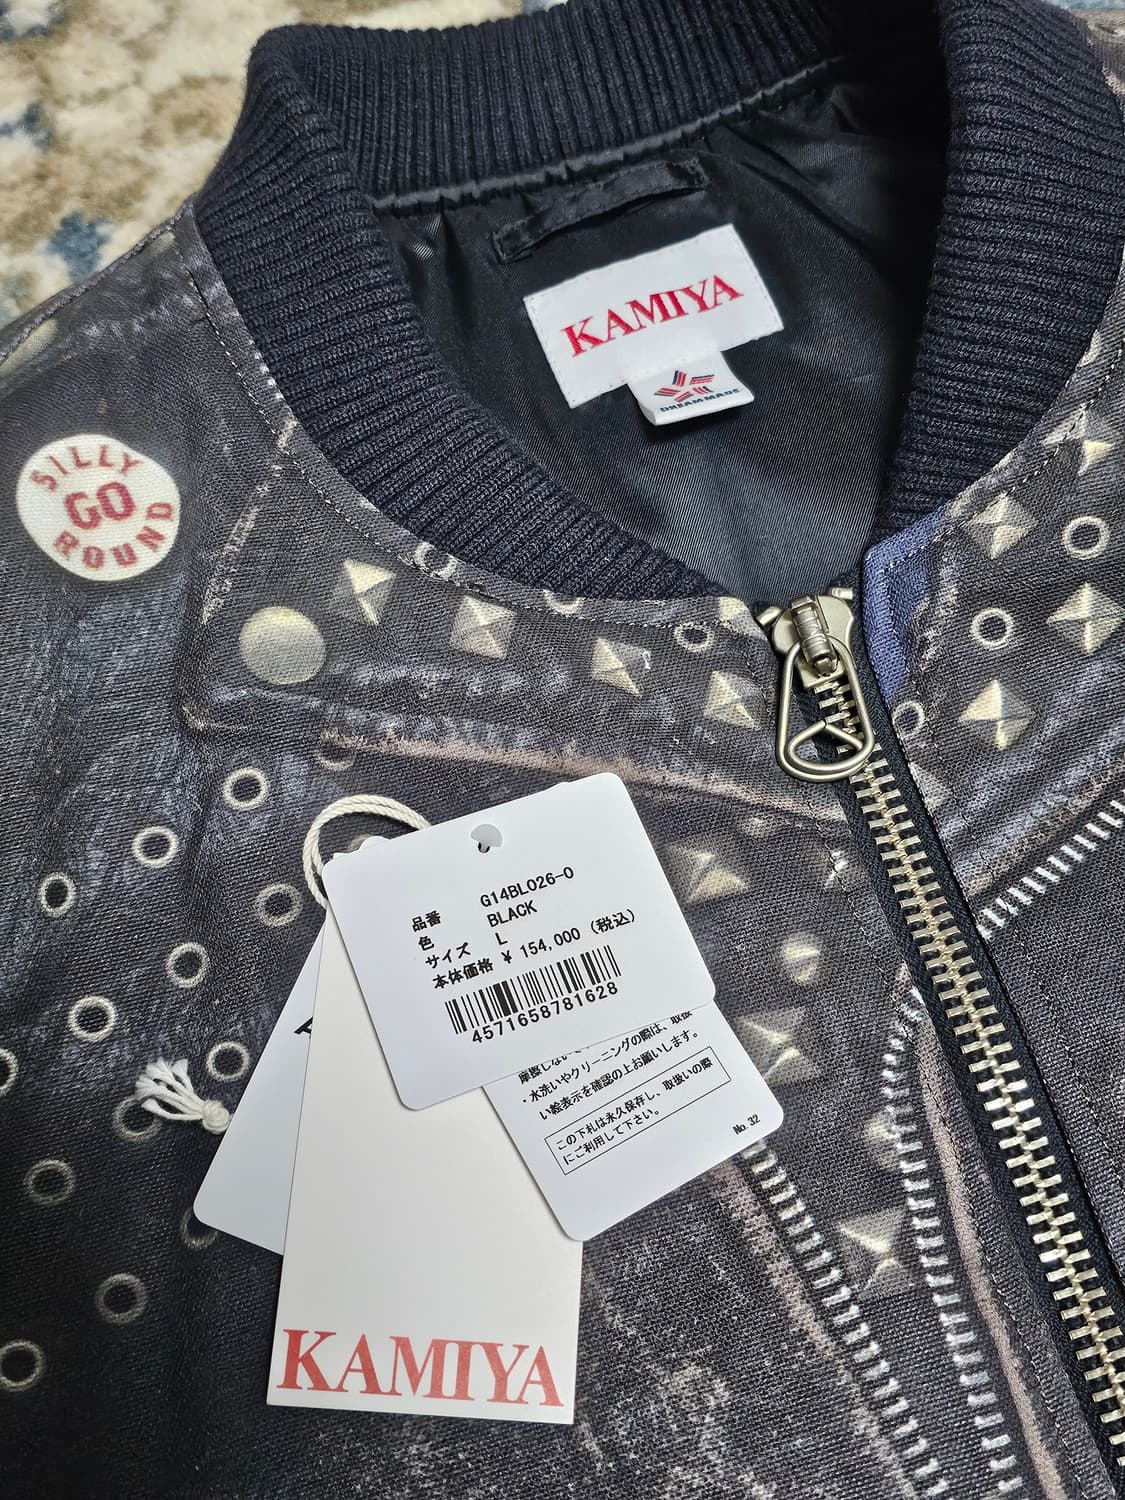 KAMIYA
DREAM MADE
SILLY
GO
ROUND
品番 G14BL026-0
色 BLACK
サイズ L
本体価格 ¥ 154,000 (税込)
4571658781628
・水洗いやクリーニングの際は、取扱
い絵表示を確認の上お願いします。
この下札は永久保存し、取扱いの際
にご利用して下さい。
No. 32
KAMIYA